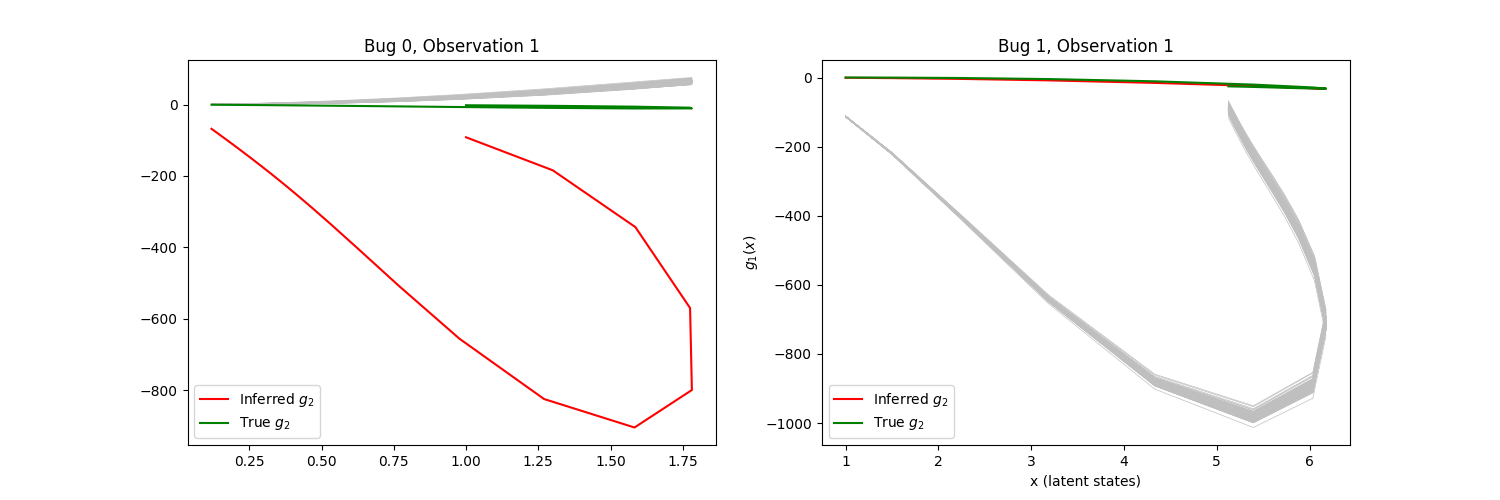 Bug 0, Observation 1
0
−200
−400
−600
−800
0.25 0.50 0.75 1.00 1.25 1.50 1.75
Inferred g₂
True g₂
Bug 1, Observation 1
g₁(x)
0
−200
−400
−600
−800
−1000
1 2 3 4 5 6
x (latent states)
Inferred g₂
True g₂